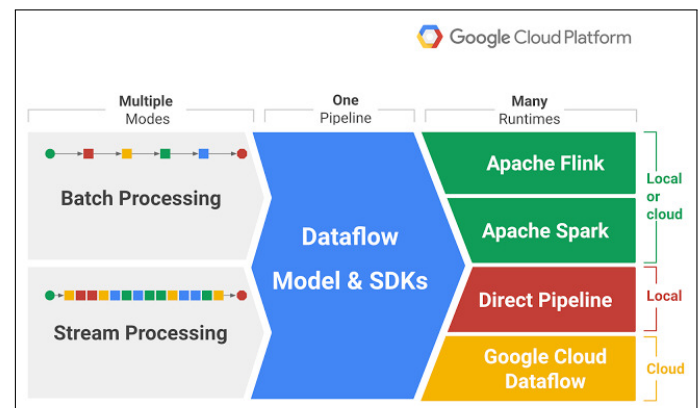 Google Cloud Platform
Multiple
Modes
One
Pipeline
Many
Runtimes
Batch Processing
Stream Processing
Dataflow
Model & SDKs
Apache Flink
Apache Spark
Direct Pipeline
Google Cloud
Dataflow
Local
or
cloud
Local
Cloud